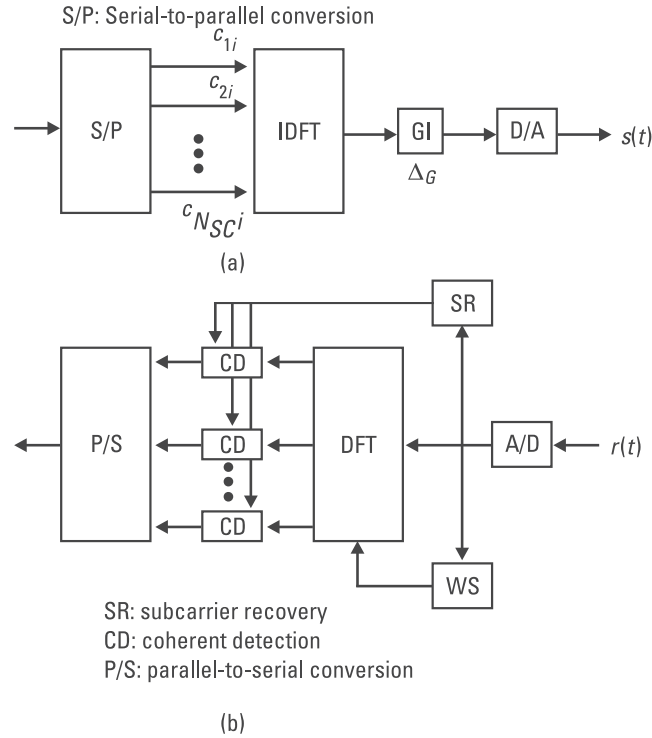 S/P: Serial-to-parallel conversion
c1i
c2i
S/P
IDFT
GI
D/A
s(t)
ΔG
cNSCi
(a)
SR
CD
P/S
CD
DFT
A/D
r(t)
CD
WS
SR: subcarrier recovery
CD: coherent detection
P/S: parallel-to-serial conversion
(b)